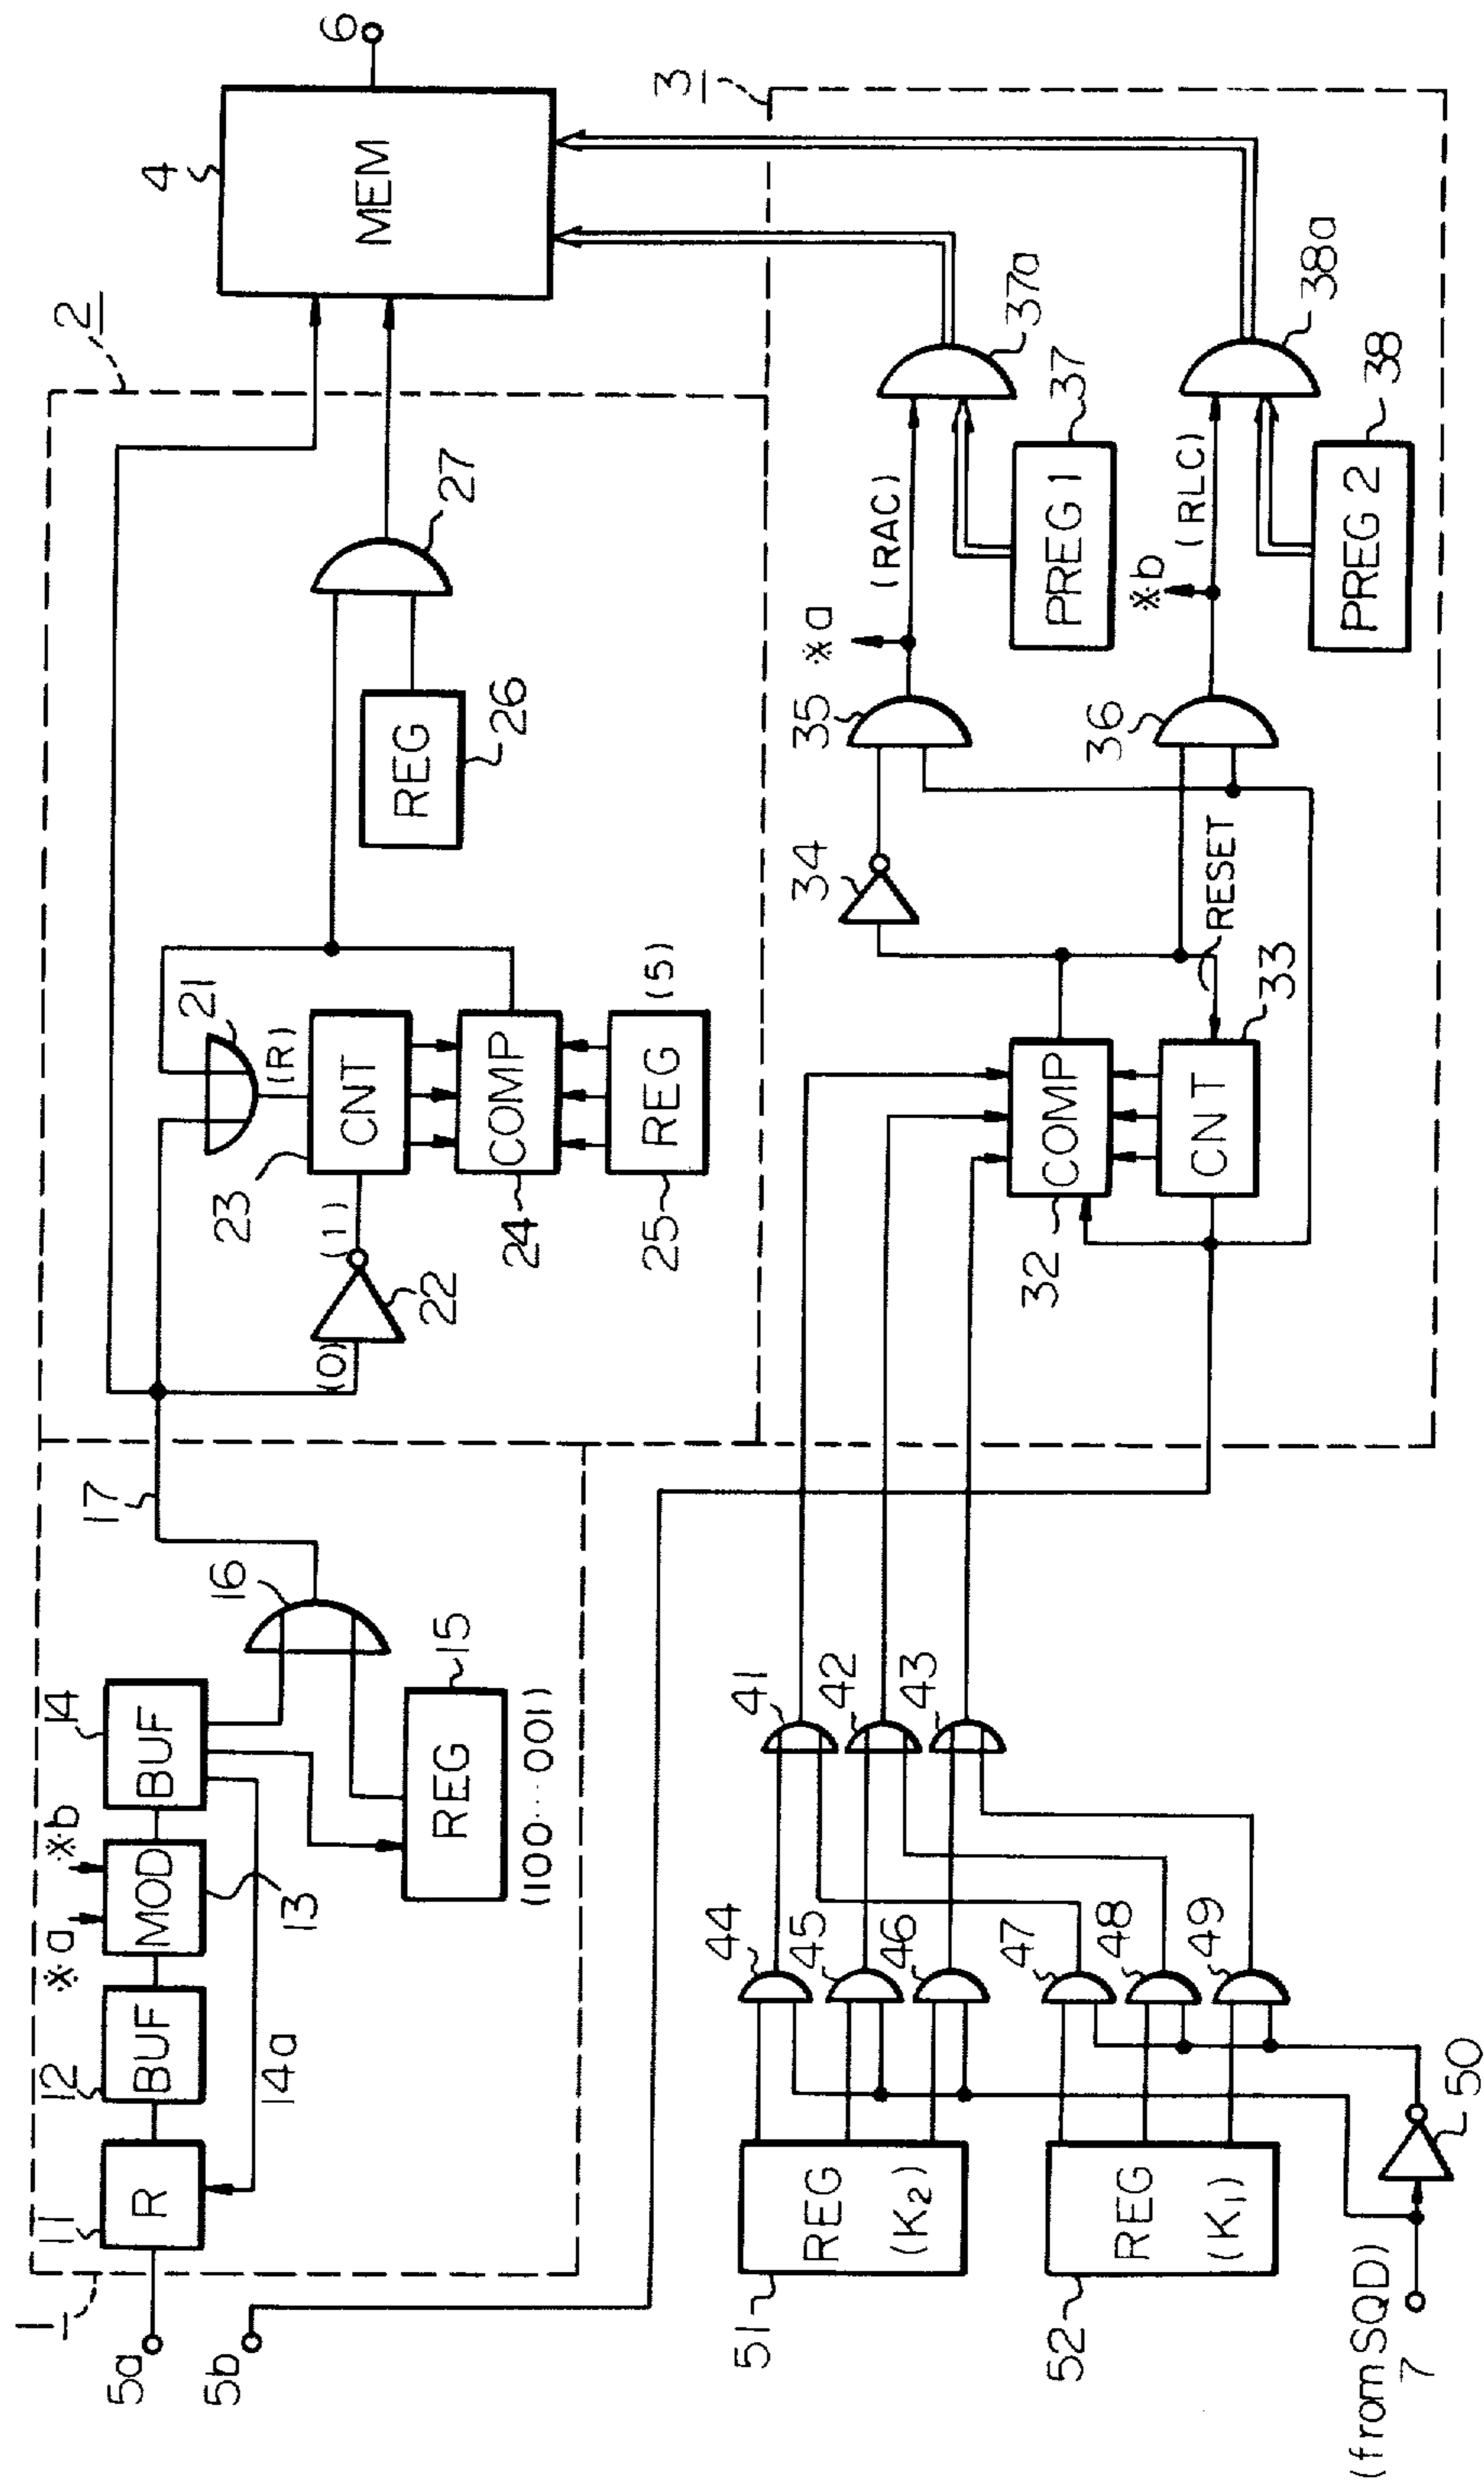 1
2
3
11
12
13
14
R
BUF
MOD
BUF
※a
※b
14a
5a
5b
16
17
15
REG
(100···001)
21
22
(0)
(1)
(R)
23
CNT
24
COMP
25
REG
(5)
26
REG
27
4
MEM
6
51
REG
(K₂)
52
REG
(K₁)
44
45
46
47
48
49
41
42
43
50
(from SQD)
7
32
COMP
33
CNT
RESET
34
35
36
※a
※b
(RAC)
(RLC)
37
PREG 1
37a
38
PREG 2
38a